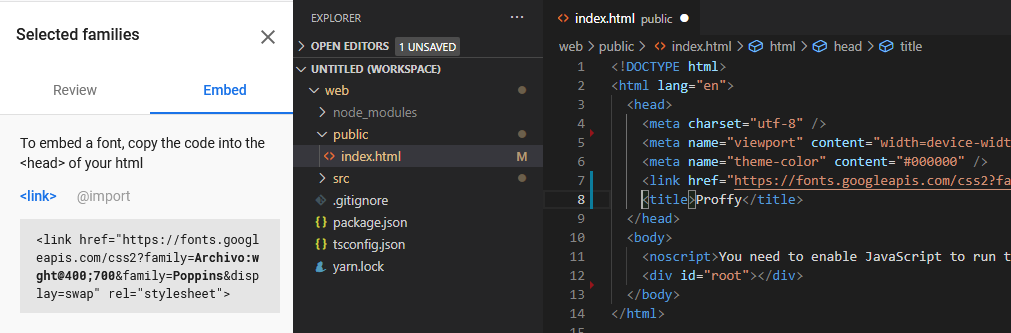 Selected families
Review Embed
To embed a font, copy the code into the
<head> of your html
<link> @import
<link href="https://fonts.googl
eapis.com/css2?family=Archivo:w
ght@400;700&family=Poppins&disp
lay=swap" rel="stylesheet">
EXPLORER
OPEN EDITORS 1 UNSAVED
UNTITLED (WORKSPACE)
web
node_modules
public
index.html M
src
.gitignore
package.json
tsconfig.json
yarn.lock
index.html public
web > public > index.html > html > head > title
1 <!DOCTYPE html>
2 <html lang="en">
3 <head>
4 <meta charset="utf-8" />
5 <meta name="viewport" content="width=device-widt
6 <meta name="theme-color" content="#000000" />
7 <link href="https://fonts.googleapis.com/css2?fa
8 <title>Proffy</title>
9 </head>
10 <body>
11 <noscript>You need to enable JavaScript to run t
12 <div id="root"></div>
13 </body>
14 </html>
15